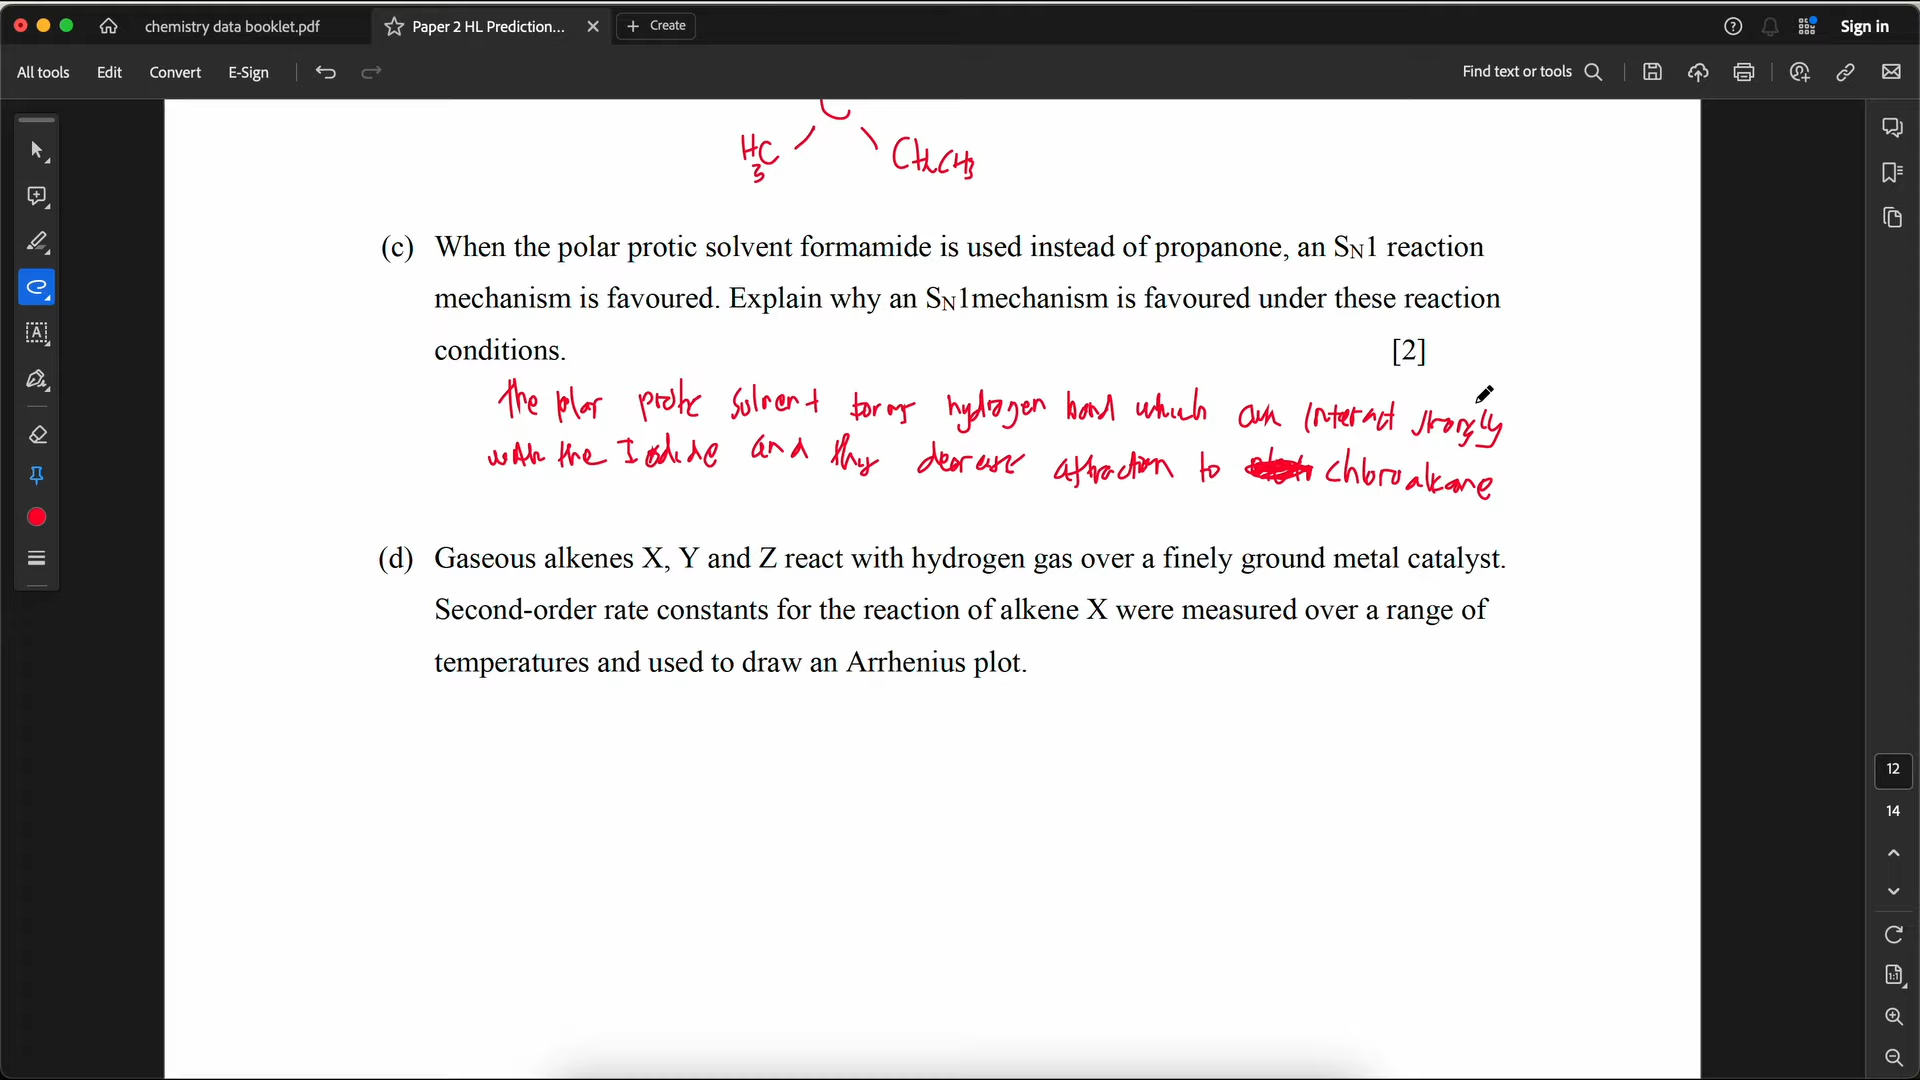 chemistry data booklet.pdf
Paper 2 HL Prediction...
Create
Sign in
All tools
Edit
Convert
E-Sign
Find text or tools
H3C
CH2CH3
(c) When the polar protic solvent formamide is used instead of propanone, an SN1 reaction
mechanism is favoured. Explain why an SN1mechanism is favoured under these reaction
conditions. [2]
the polar protic solvent forms hydrogen bond which can interact strongly
with the Iodide and thus decrease attraction to chloroalkane
(d) Gaseous alkenes X, Y and Z react with hydrogen gas over a finely ground metal catalyst.
Second-order rate constants for the reaction of alkene X were measured over a range of
temperatures and used to draw an Arrhenius plot.
12
14